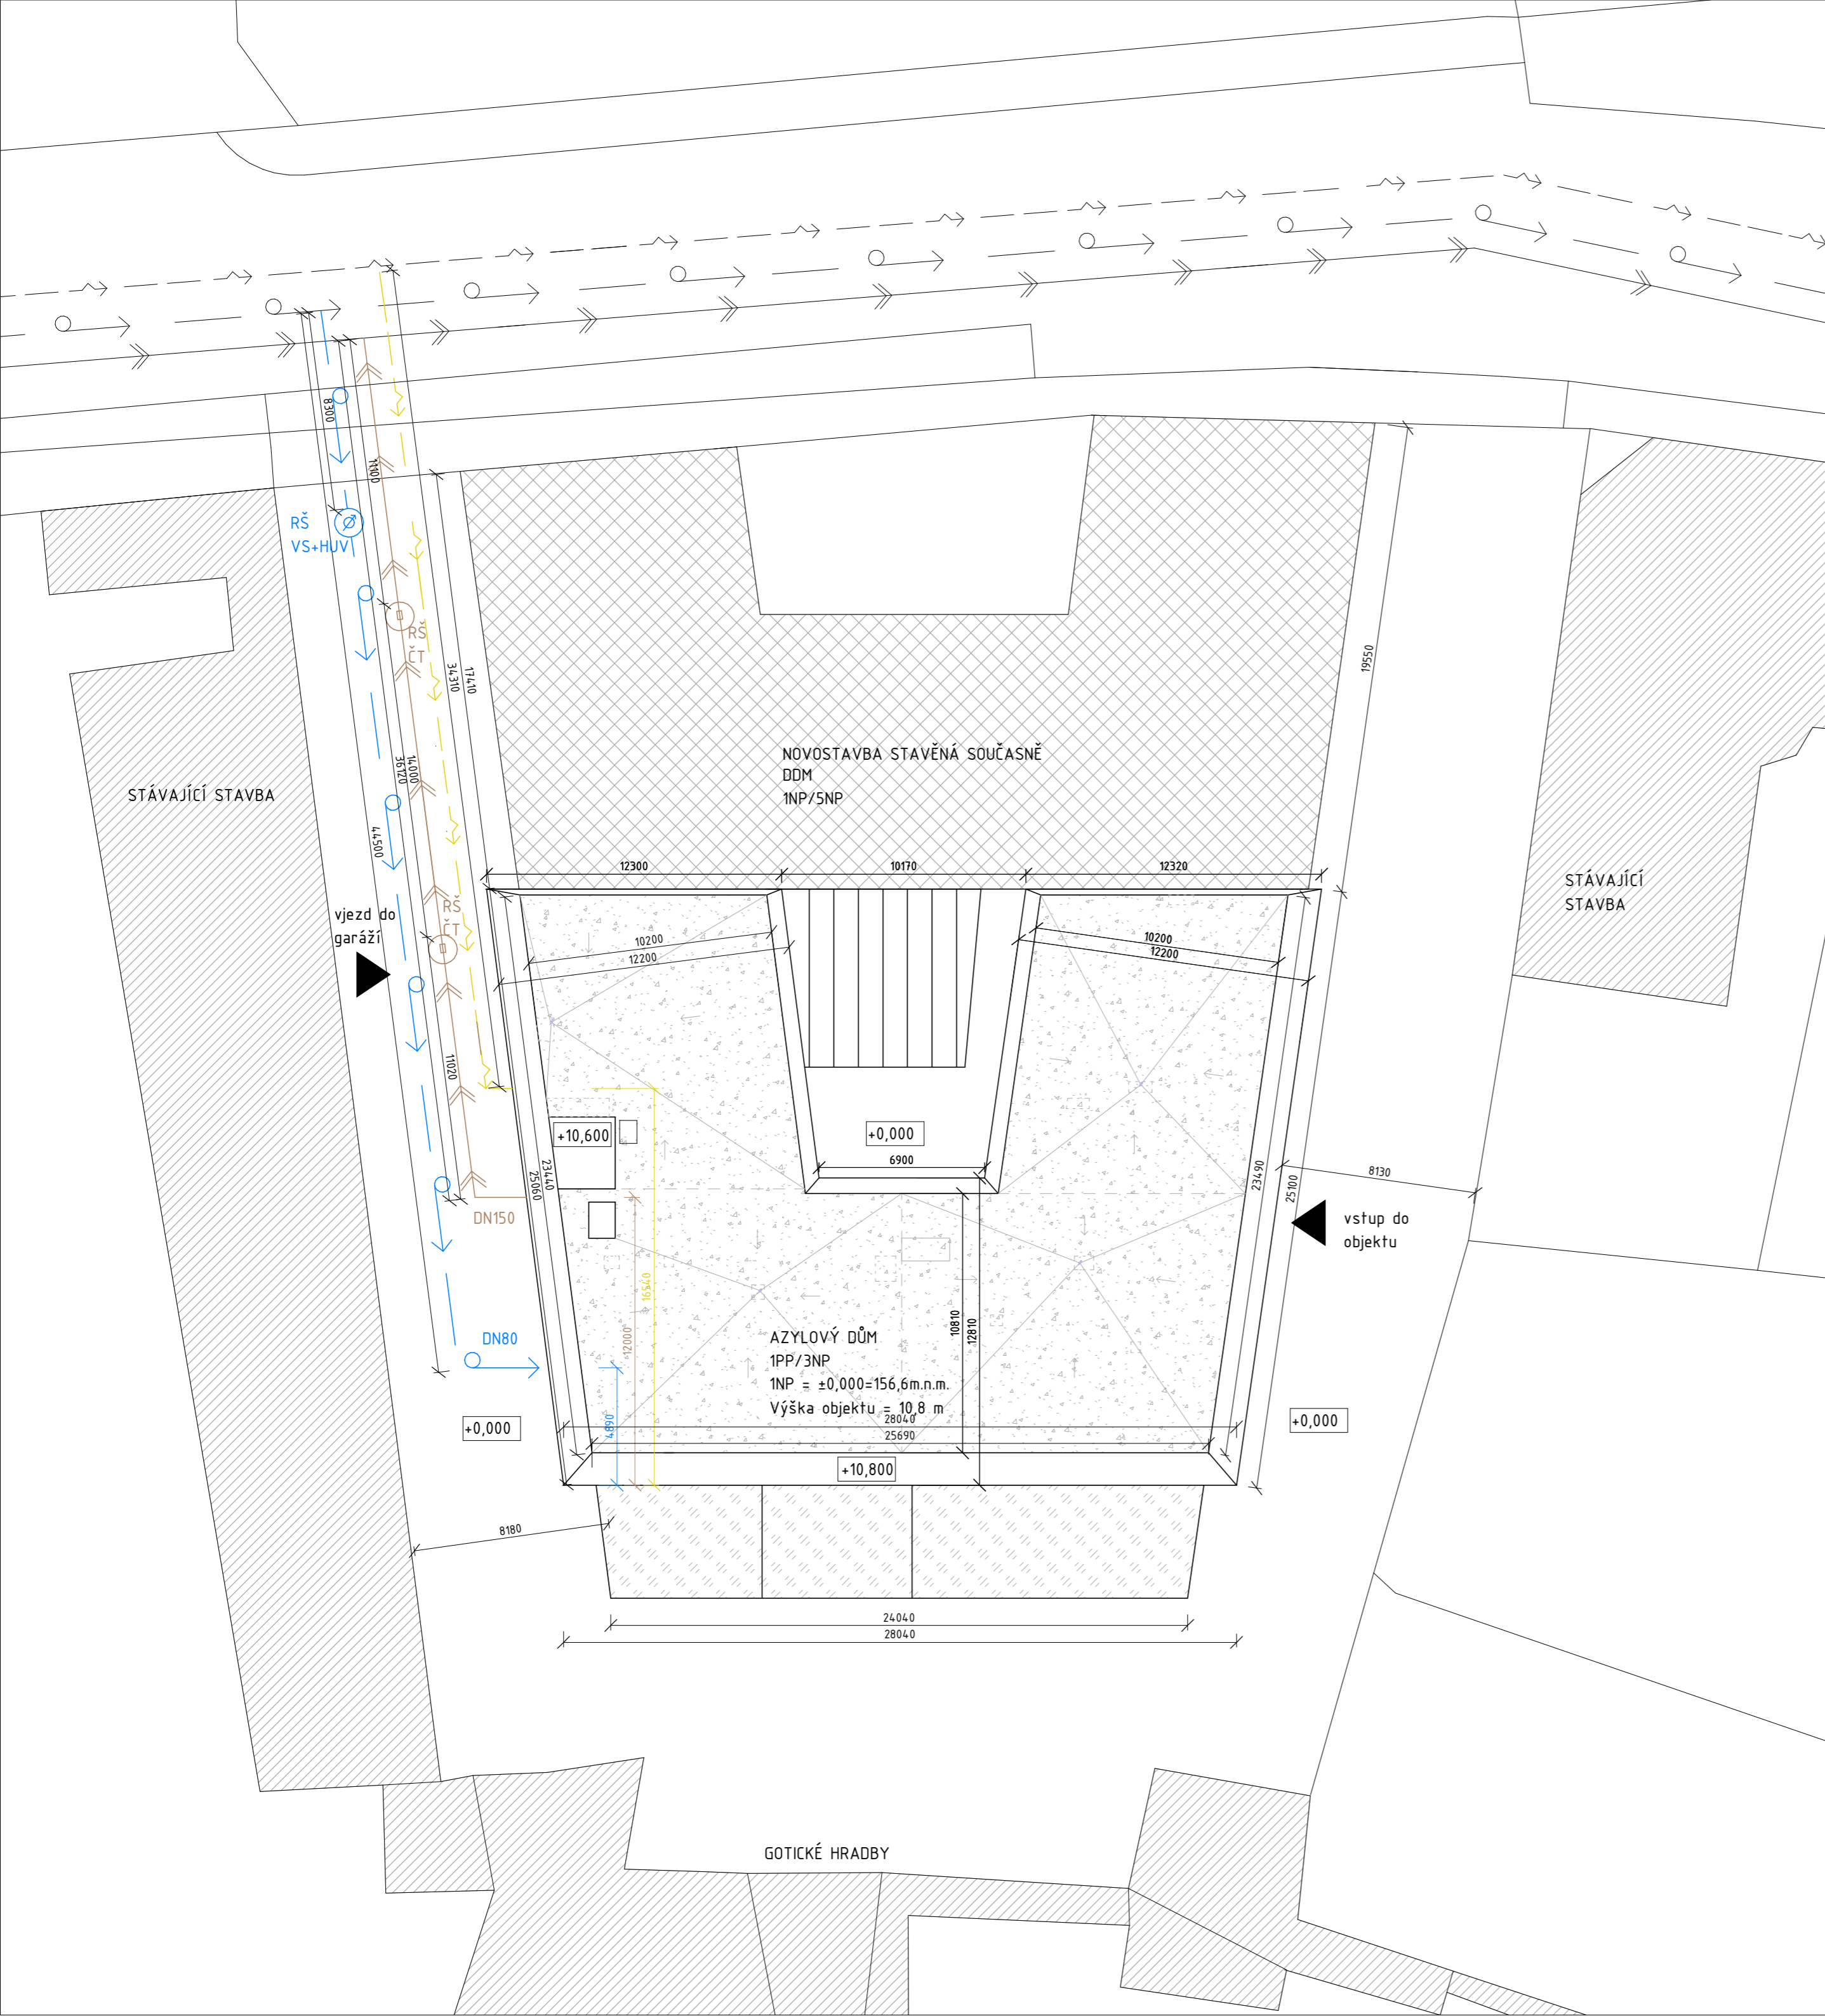 8300
1100
RŠ
VS+HUV
RŠ
ČT
34310
17410
19550
NOVOSTAVBA STAVĚNÁ SOUČASNĚ
DDM
1NP/5NP
STÁVAJÍCÍ STAVBA
36120
14000
44500
12300
10170
12320
STÁVAJÍCÍ
STAVBA
RŠ
ČT
vjezd do
garáží
10200
12200
10200
12200
11020
+10,600
+0,000
6900
23440
25060
23490
25100
8130
DN150
vstup do
objektu
16540
12000
10810
12810
DN80
AZYLOVÝ DŮM
1PP/3NP
1NP = ±0,000=156,6m.n.m.
Výška objektu = 10,8 m
4890
28040
25690
+0,000
+0,000
+10,800
8180
24040
28040
GOTICKÉ HRADBY